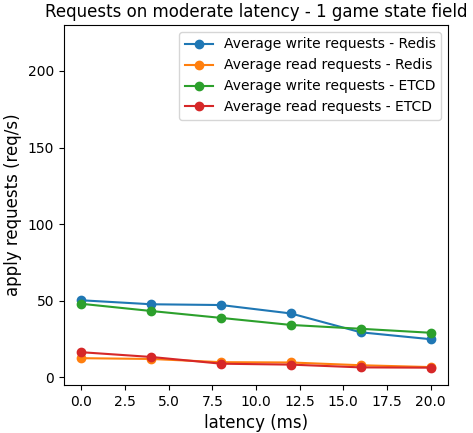 Requests on moderate latency - 1 game state field
Average write requests - Redis
Average read requests - Redis
Average write requests - ETCD
Average read requests - ETCD
apply requests (req/s)
200
150
100
50
0
0.0 2.5 5.0 7.5 10.0 12.5 15.0 17.5 20.0
latency (ms)